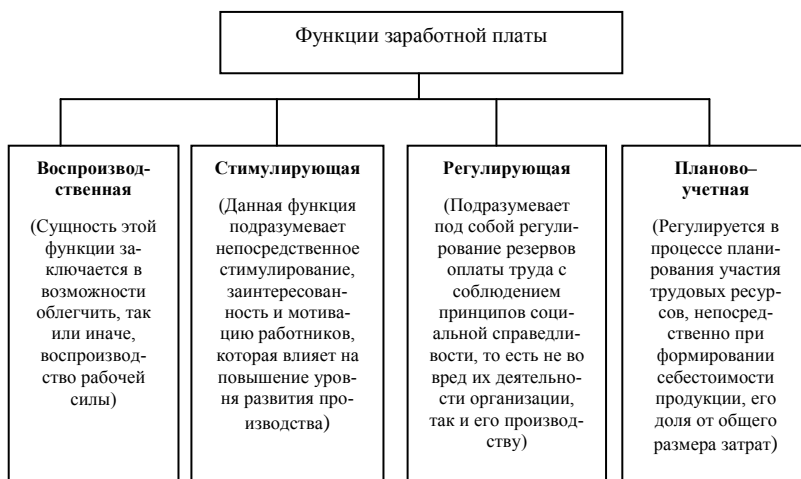 Функции заработной платы
Воспроизвод-
ственная
(Сущность этой
функции за-
ключается в
возможности
облегчить, так
или иначе,
воспроизвод-
ство рабочей
силы)
Стимулирующая
(Данная функция
подразумевает
непосредственное
стимулирование,
заинтересован-
ность и мотива-
цию работников,
которая влияет на
повышение уров-
ня развития про-
изводства)
Регулирующая
(Подразумевает
под собой регули-
рование резервов
оплаты труда с
соблюдением
принципов соци-
альной справедли-
вости, то есть не во
вред их деятельно-
сти организации,
так и его производ-
ству)
Планово–
учетная
(Регулируется в
процессе плани-
рования участия
трудовых ресур-
сов, непосред-
ственно при
формировании
себестоимости
продукции, его
доля от общего
размера затрат)